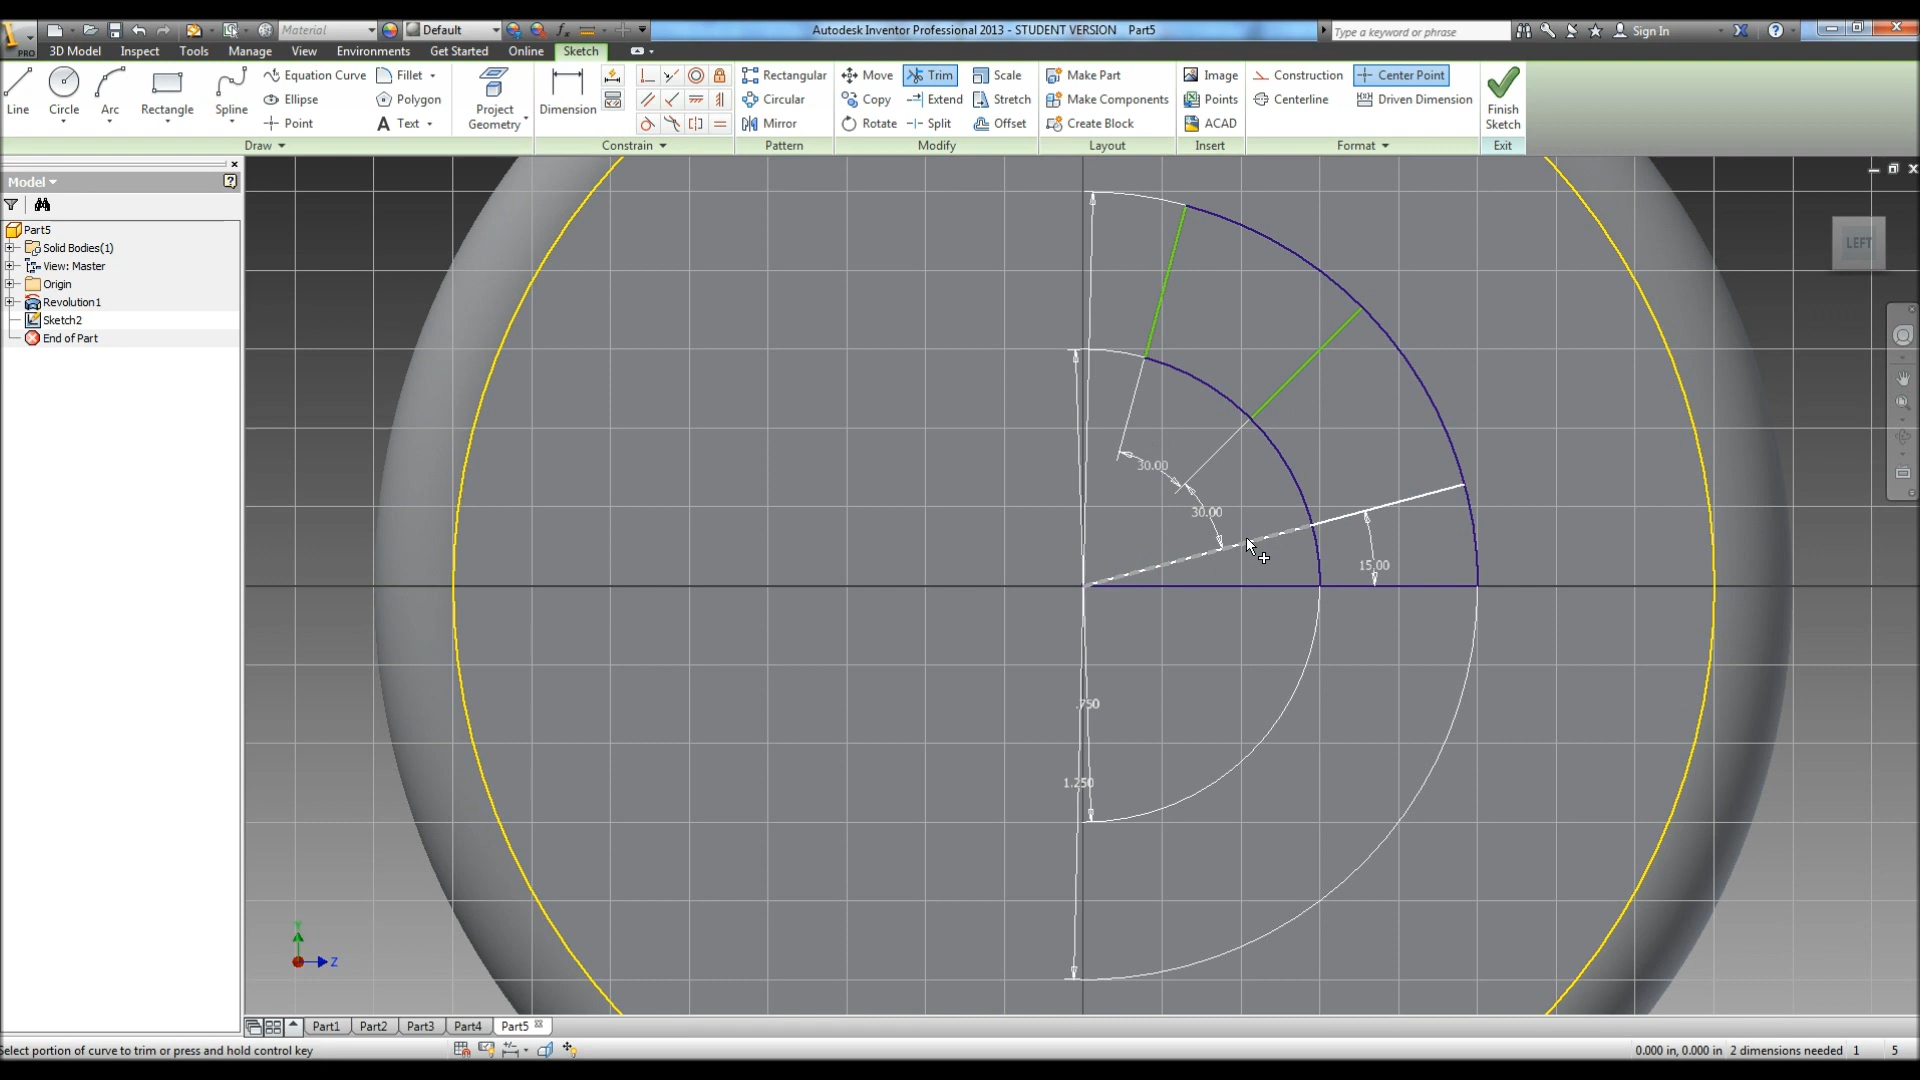 Material
Default
Autodesk Inventor Professional 2013 - STUDENT VERSION Part5
Type a keyword or phrase
Sign In
PRO
3D Model Inspect Tools Manage View Environments Get Started Online Sketch
Line
Circle
Arc
Rectangle
Spline
Equation Curve
Ellipse
Point
Fillet
Polygon
Text
Draw
Project
Geometry
Dimension
Constrain
Rectangular
Circular
Mirror
Pattern
Move
Copy
Rotate
Trim
Extend
Split
Scale
Stretch
Offset
Modify
Make Part
Make Components
Create Block
Layout
Image
Points
ACAD
Insert
Construction
Centerline
Center Point
Driven Dimension
Format
Finish
Sketch
Exit
Model
Part5
Solid Bodies(1)
View: Master
Origin
Revolution1
Sketch2
End of Part
LEFT
30.00
30.00
15.00
.750
1.250
Y
Z
Part1 Part2 Part3 Part4 Part5
Select portion of curve to trim or press and hold control key
0.000 in, 0.000 in 2 dimensions needed 1 5